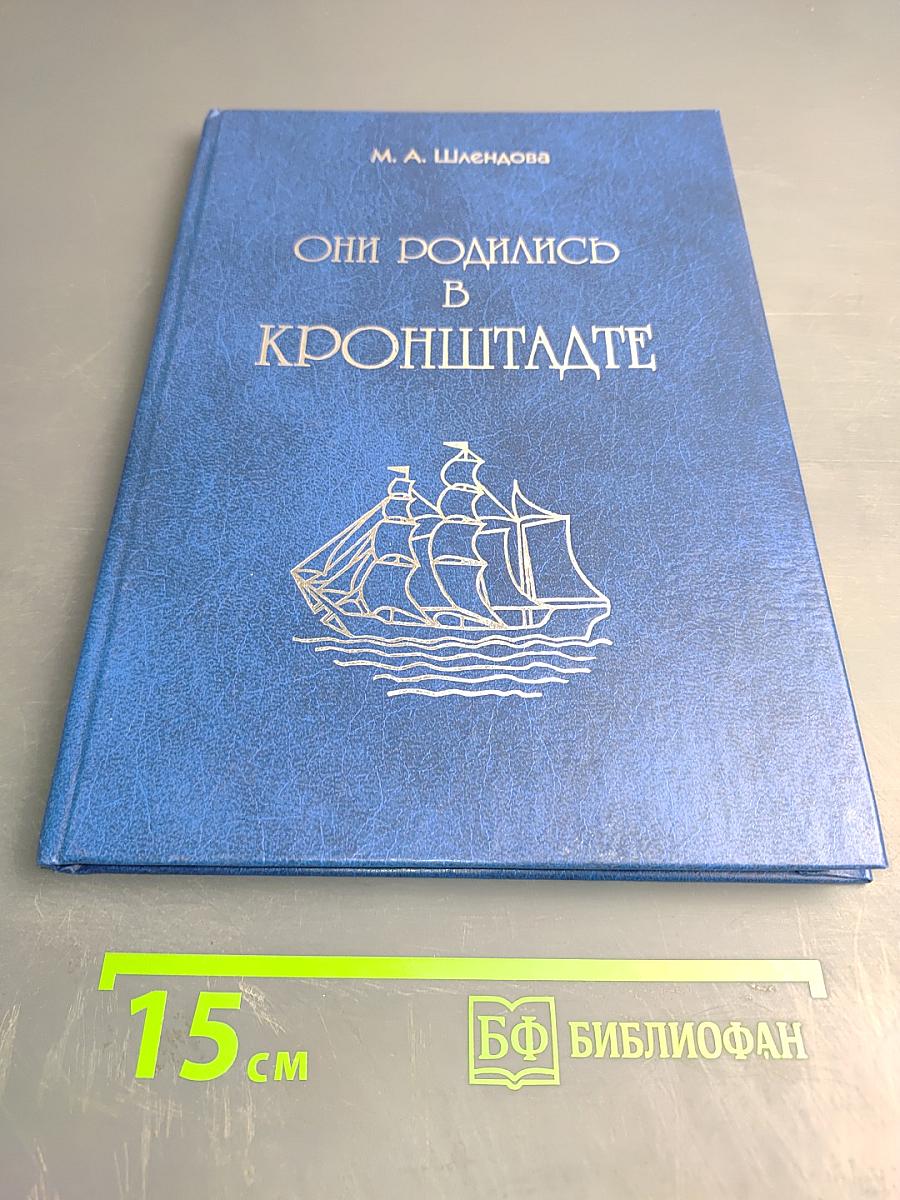 М. А. Шлендова
ОНИ РОДИЛИСЬ
В
КРОНШТАДТЕ
15 см
БФ БИБЛИОФАН